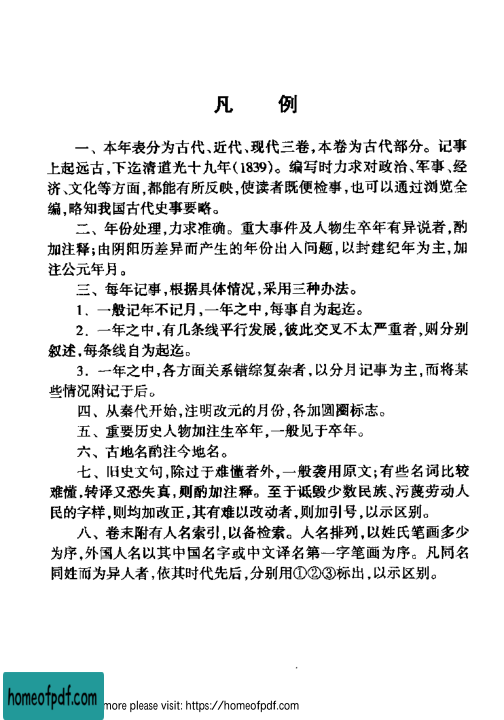 凡 例
一、本年表分为古代、近代、现代三卷,本卷为古代部分。记事
上起远古,下迄清道光十九年(1839)。编写时力求对政治、军事、经
济、文化等方面,都能有所反映,使读者既便检事,也可以通过浏览全
编,略知我国古代史事要略。
二、年份处理,力求准确。重大事件及人物生卒年有异说者,酌
加注释;由阴阳历差异而产生的年份出入问题,以封建纪年为主,加
注公元年月。
三、每年记事,根据具体情况,采用三种办法。
1. 一般记年不记月,一年之中,每事自为起迄。
2. 一年之中,有几条线平行发展,彼此交叉不太严重者,则分别
叙述,每条线自为起迄。
3. 一年之中,各方面关系错综复杂者,以分月记事为主,而将某
些情况附记于后。
四、从秦代开始,注明改元的月份,各加圆圈标志。
五、重要历史人物加注生卒年,一般见于卒年。
六、古地名酌注今地名。
七、旧史文句,除过于难懂者外,一般袭用原文;有些名词比较
难懂,转译又恐失真,则酌加注释。至于诋毁少数民族、污蔑劳动人
民的字样,则均加改正,其有难以改动者,则加引号,以示区别。
八、卷末附有人名索引,以备检索。人名排列,以姓氏笔画多少
为序,外国人名以其中国名字或中文译名第一字笔画为序。凡同名
同姓而为异人者,依其时代先后,分别用①②③标出,以示区别。
homeofpdf.com
more please visit: https://homeofpdf.com